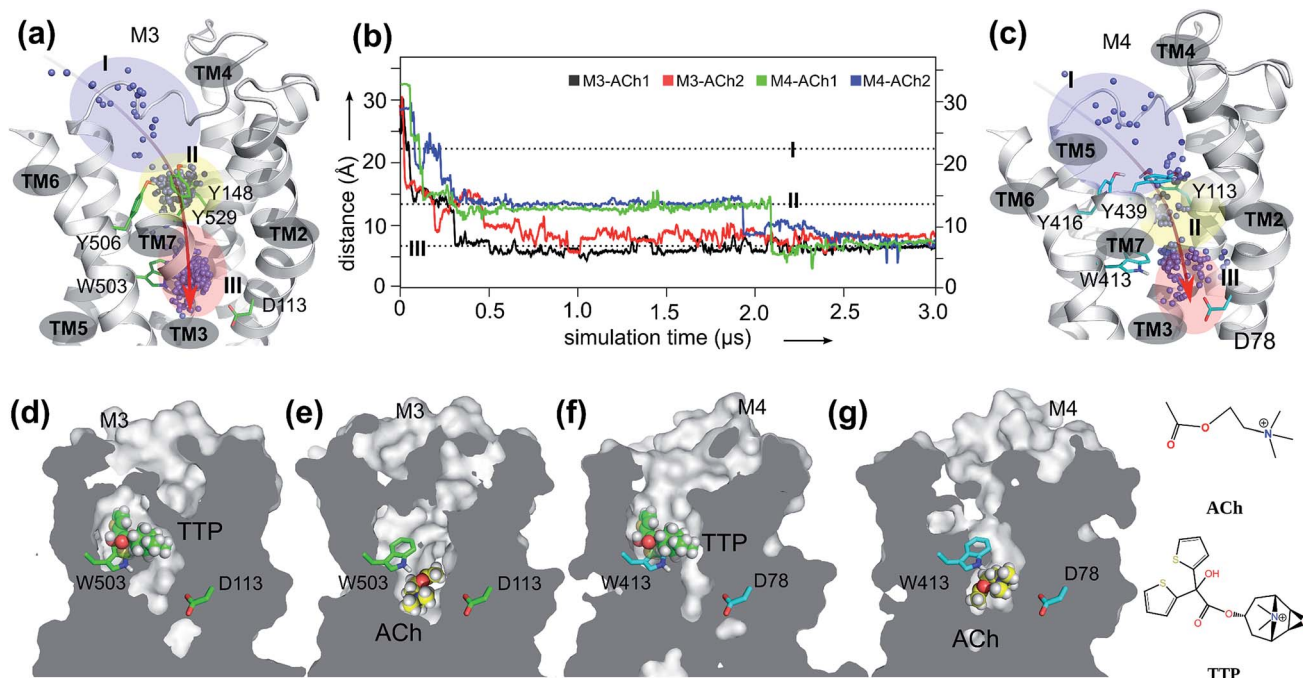 (a)
M3
I
TM4
II
TM6
Y148
Y529
Y506
TM7
TM2
W503
III
D113
TM5
TM3
(b)
M3-ACh1
M3-ACh2
M4-ACh1
M4-ACh2
distance (Å)
30
20
10
0
I
II
III
30
20
10
0
0
0.5
1.0
1.5
2.0
2.5
3.0
simulation time (µs)
(c)
M4
TM4
I
TM5
TM6
Y113
Y416
Y439
TM2
II
TM7
W413
III
TM3
D78
(d)
M3
TTP
W503
D113
(e)
M3
W503
D113
ACh
(f)
M4
TTP
W413
D78
(g)
M4
W413
D78
ACh
O
O
N
⊕
ACh
S
S
OH
O
O
N
⊕
TTP